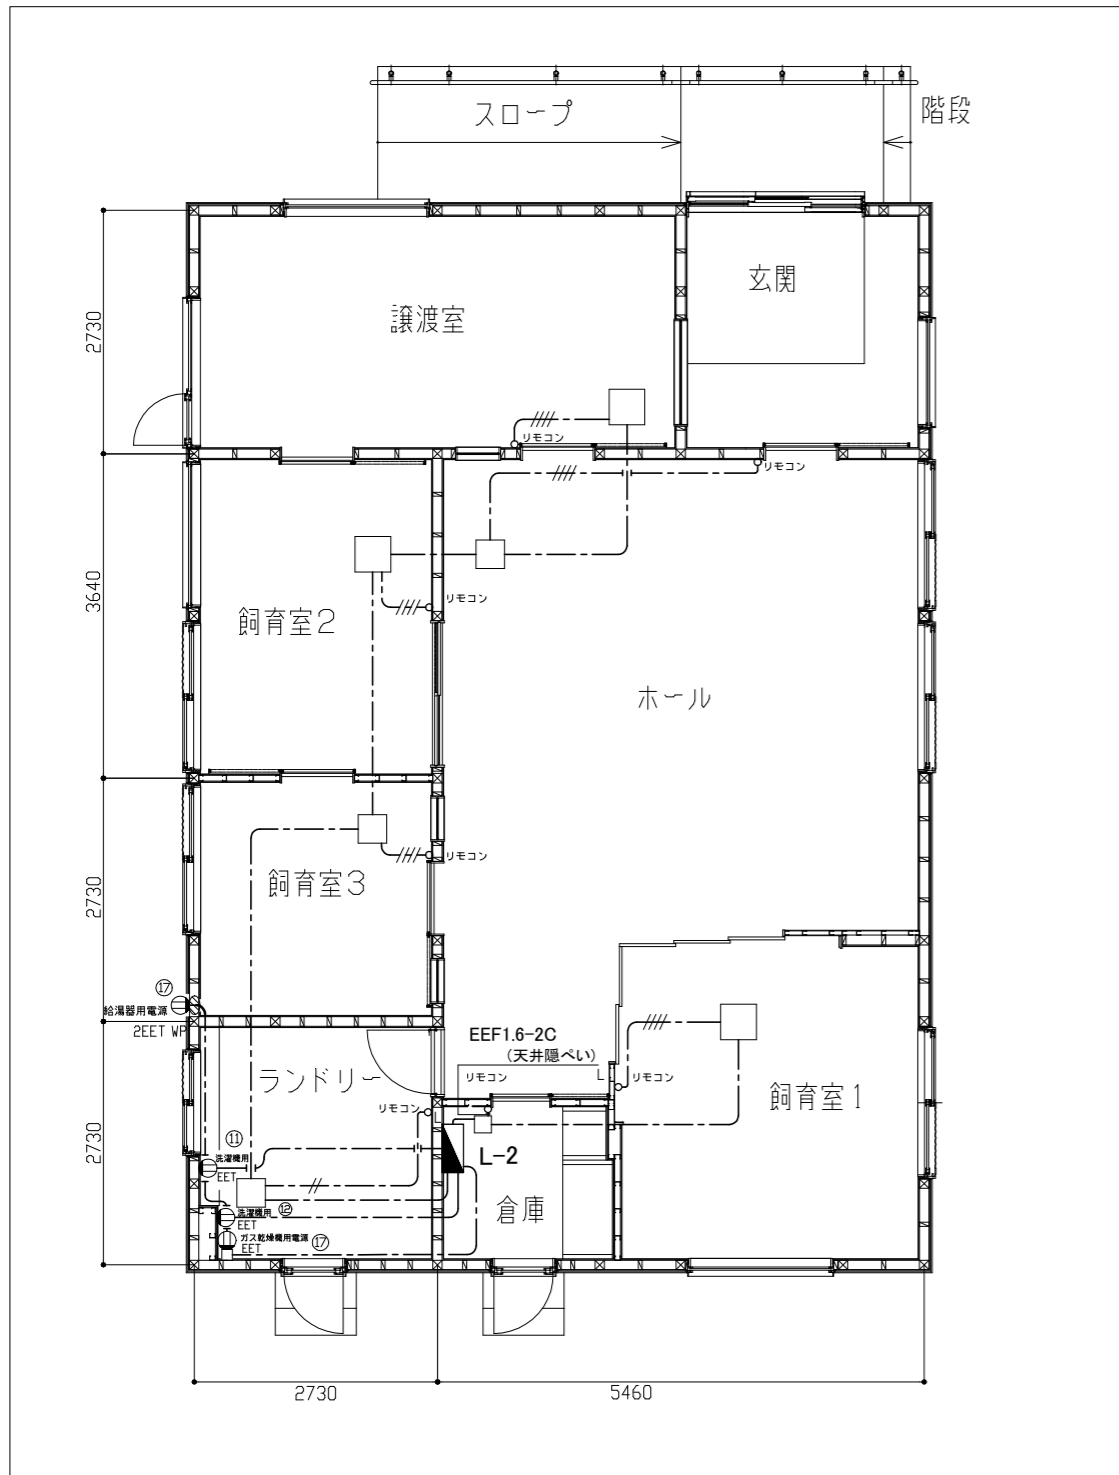 スロープ
階段
玄関
譲渡室
2730
リモコン
リモコン
3640
リモコン
飼育室2
ホール
リモコン
飼育室3
2730
⑰
給湯器用電源
2EET WP
EEF1.6-2C
(天井隠ぺい)
ランドリー
リモコン
L
リモコン
飼育室1
リモコン
L
⑪
洗濯機用
EET
L-2
2730
倉庫
洗濯機用
⑫
EET
ガス乾燥機用電源
⑰
EET
2730
5460